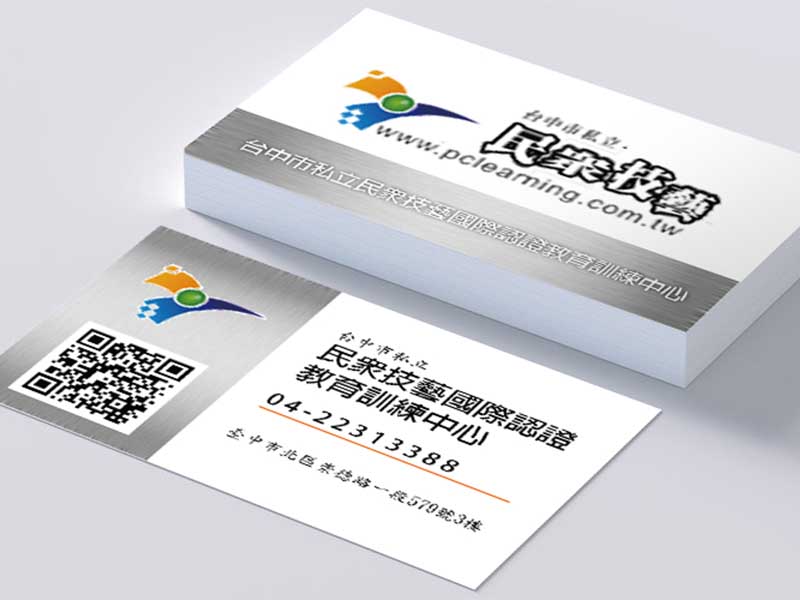 台中市私立
民眾技藝
www.pclearning.com.tw
台中市私立民眾技藝國際認證教育訓練中心
台中市私立
民眾技藝國際認證
教育訓練中心
04-22313388
臺中市北區崇德路一段579號3樓